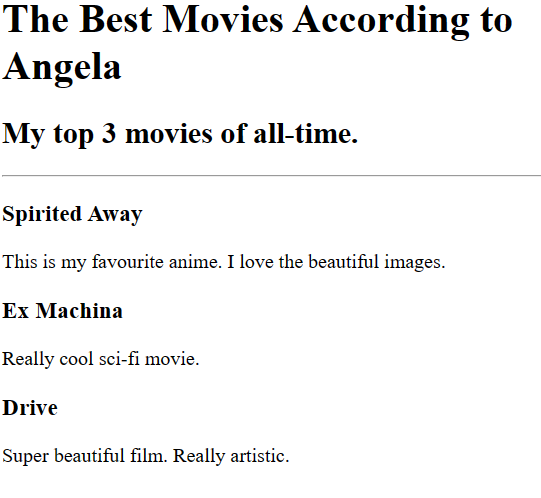 The Best Movies According to
Angela
My top 3 movies of all-time.
Spirited Away
This is my favourite anime. I love the beautiful images.
Ex Machina
Really cool sci-fi movie.
Drive
Super beautiful film. Really artistic.